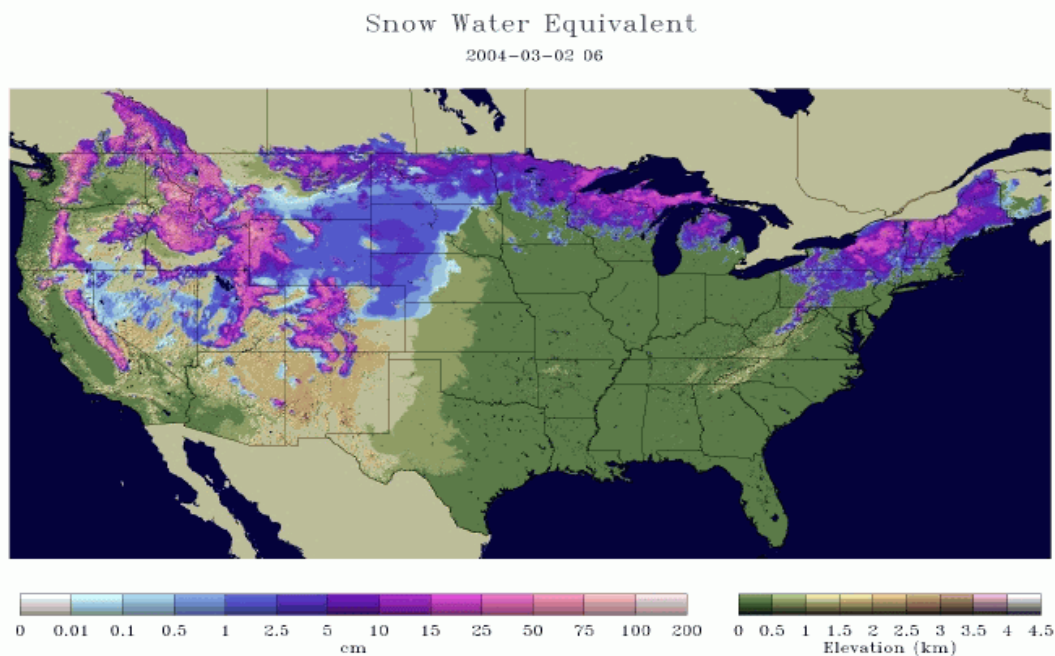 Snow Water Equivalent
2004-03-02 06
0 0.01 0.1 0.5 1 2.5 5 10 15 25 50 75 100 200
cm
0 0.5 1 1.5 2 2.5 3 3.5 4 4.5
Elevation (km)